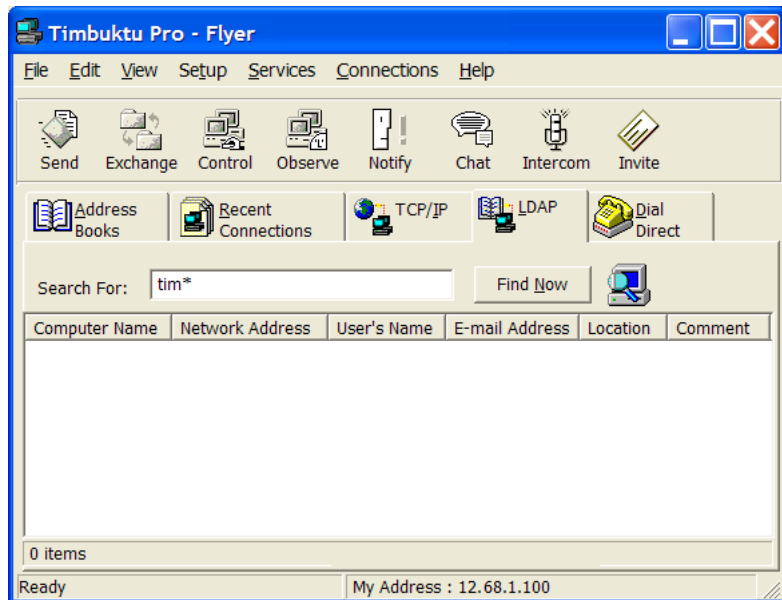 Timbuktu Pro - Flyer
File Edit View Setup Services Connections Help
Send Exchange Control Observe Notify Chat Intercom Invite
Address Books
Recent Connections
TCP/IP
LDAP
Dial Direct
Search For: tim* Find Now
Computer Name Network Address User's Name E-mail Address Location Comment
0 items
Ready My Address : 12.68.1.100